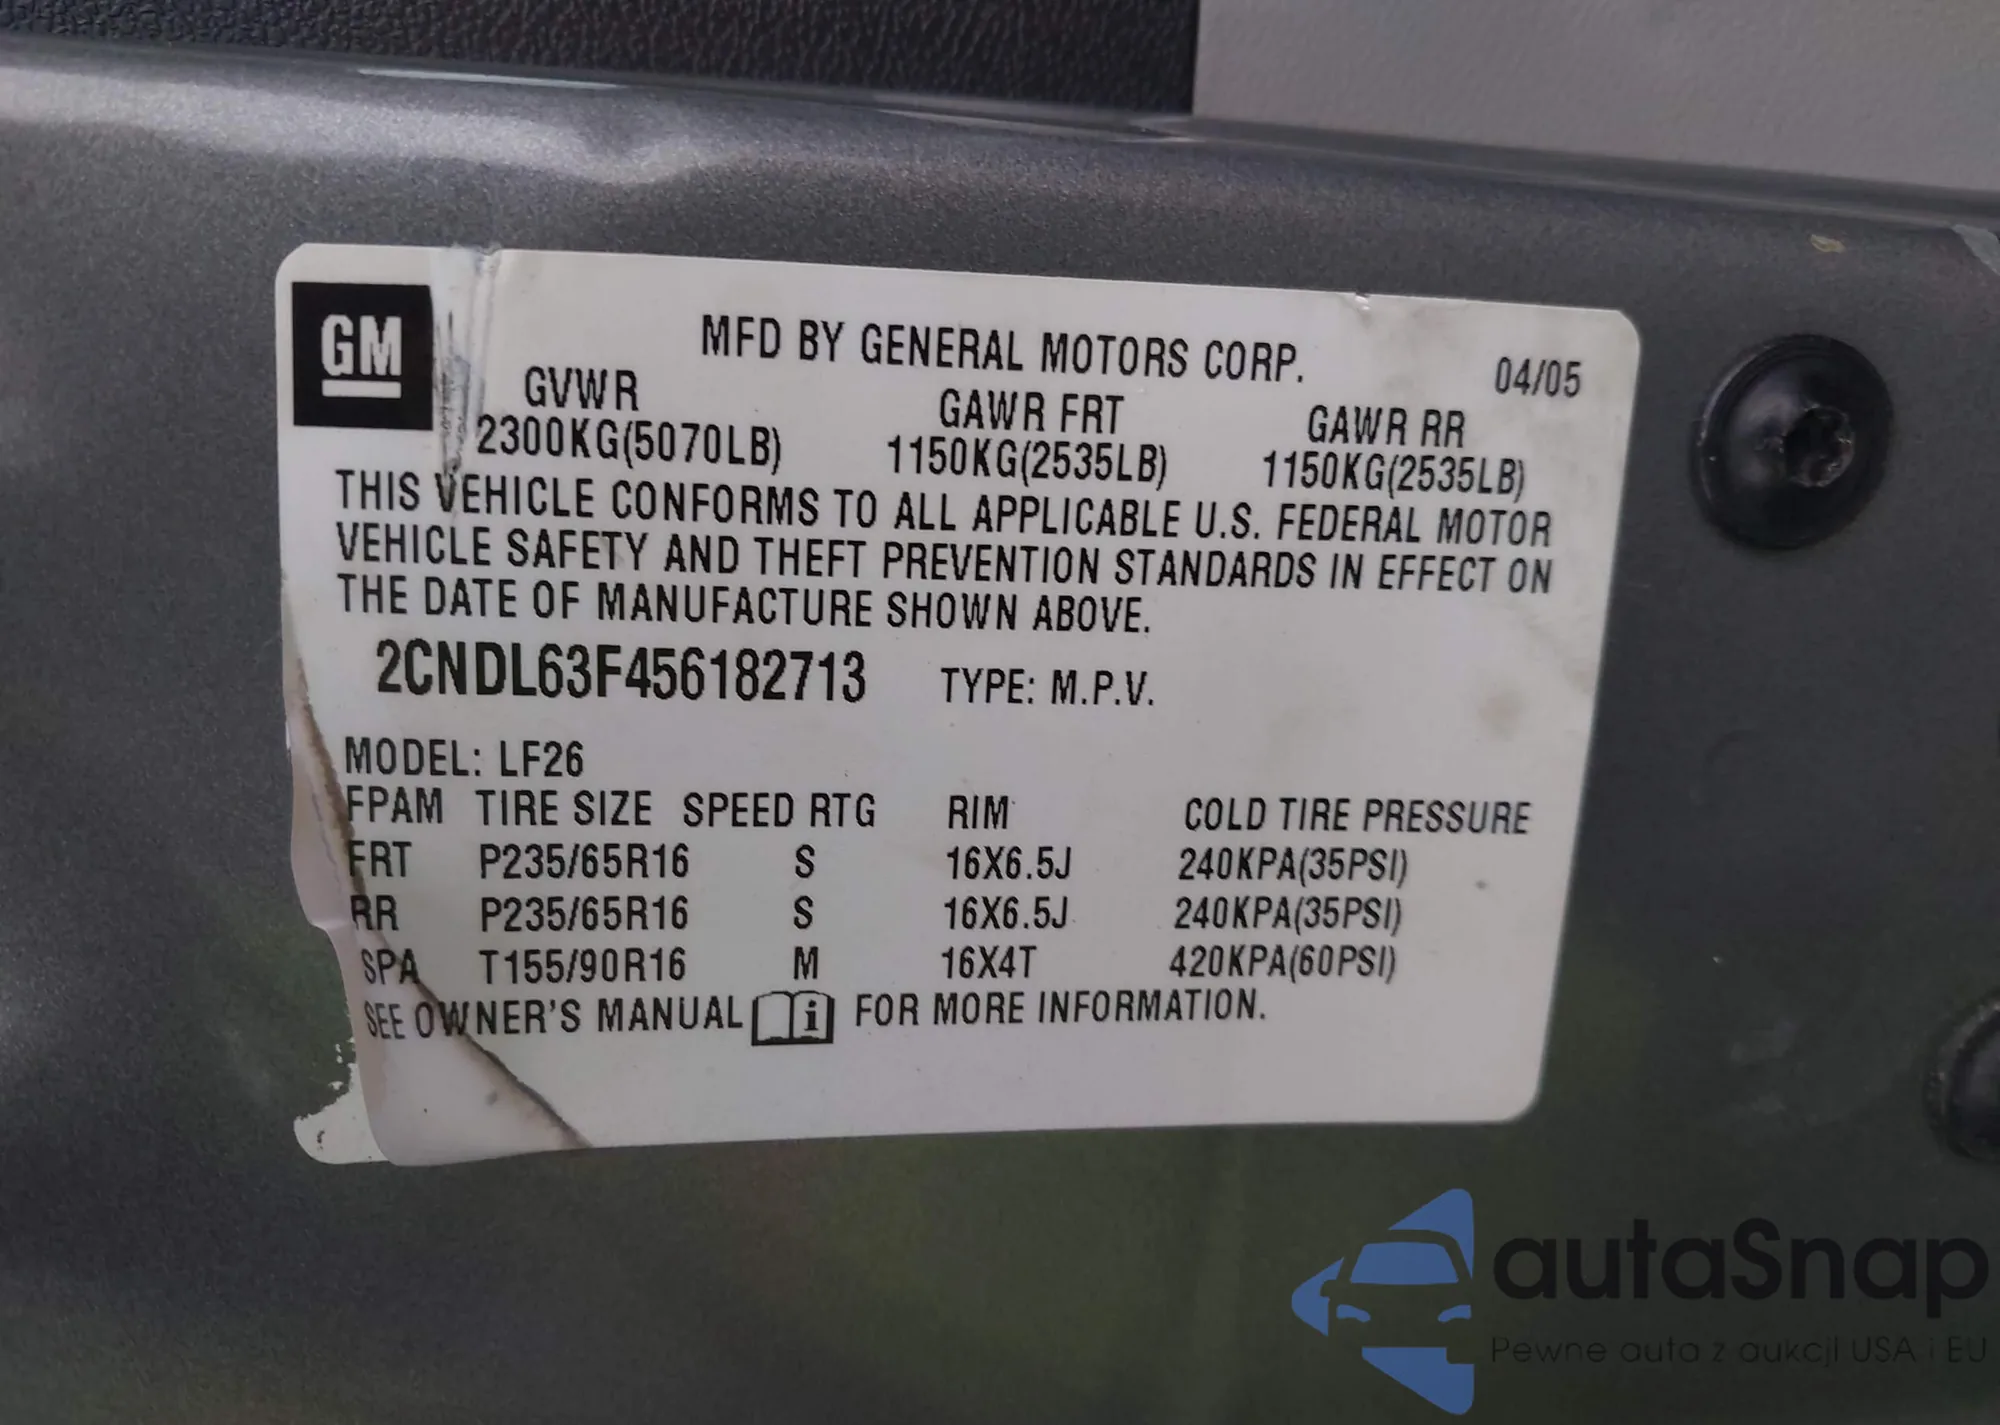 GM
MFD BY GENERAL MOTORS CORP. 04/05
GVWR GAWR FRT GAWR RR
2300KG(5070LB) 1150KG(2535LB) 1150KG(2535LB)
THIS VEHICLE CONFORMS TO ALL APPLICABLE U.S. FEDERAL MOTOR
VEHICLE SAFETY AND THEFT PREVENTION STANDARDS IN EFFECT ON
THE DATE OF MANUFACTURE SHOWN ABOVE.
2CNDL63F456182713 TYPE: M.P.V.
MODEL: LF26
FPAM TIRE SIZE SPEED RTG RIM COLD TIRE PRESSURE
FRT P235/65R16 S 16X6.5J 240KPA(35PSI)
RR P235/65R16 S 16X6.5J 240KPA(35PSI)
SPA T155/90R16 M 16X4T 420KPA(60PSI)
SEE OWNER'S MANUAL i FOR MORE INFORMATION.
autaSnap
Pewne auta z aukcji USA i EU